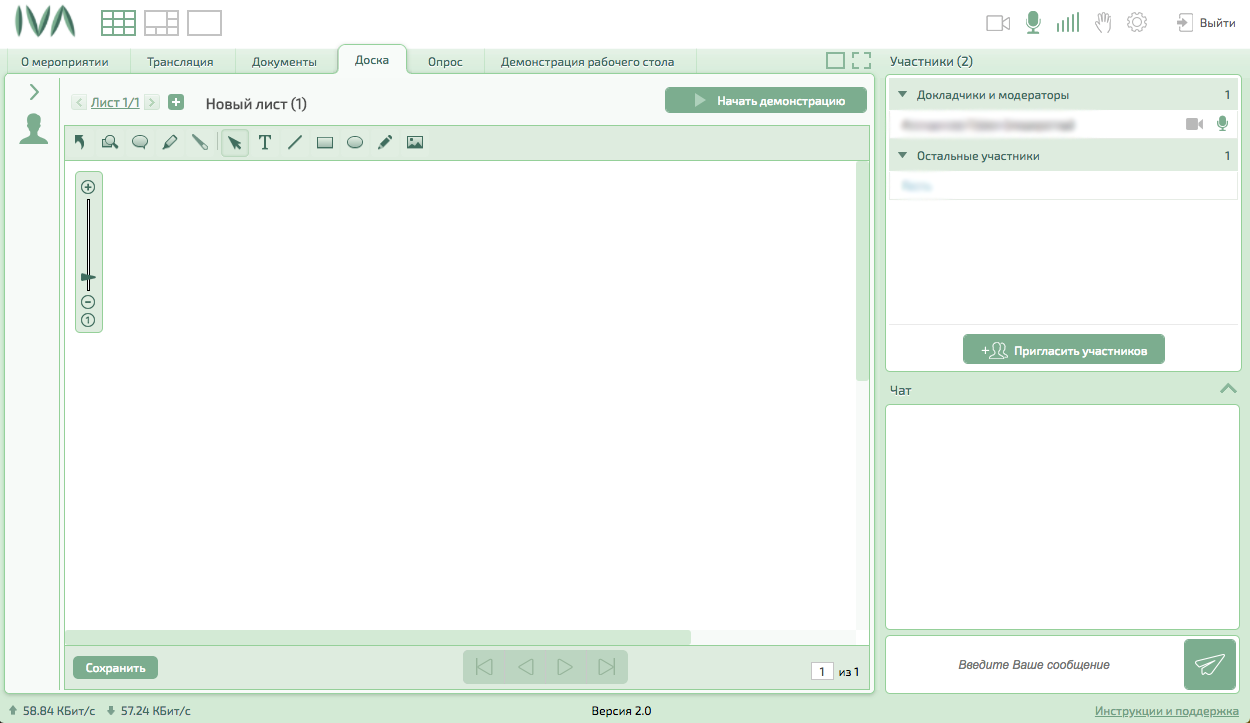 IVA
Выйти
О мероприятии
Трансляция
Документы
Доска
Опрос
Демонстрация рабочего стола
Участники (2)
Лист 1/1
Новый лист (1)
Начать демонстрацию
Докладчики и модераторы 1
Остальные участники 1
T
1
Пригласить участников
Чат
Сохранить
1 из 1
Введите Ваше сообщение
58.84 КБит/с 57.24 КБит/с
Версия 2.0
Инструкции и поддержка